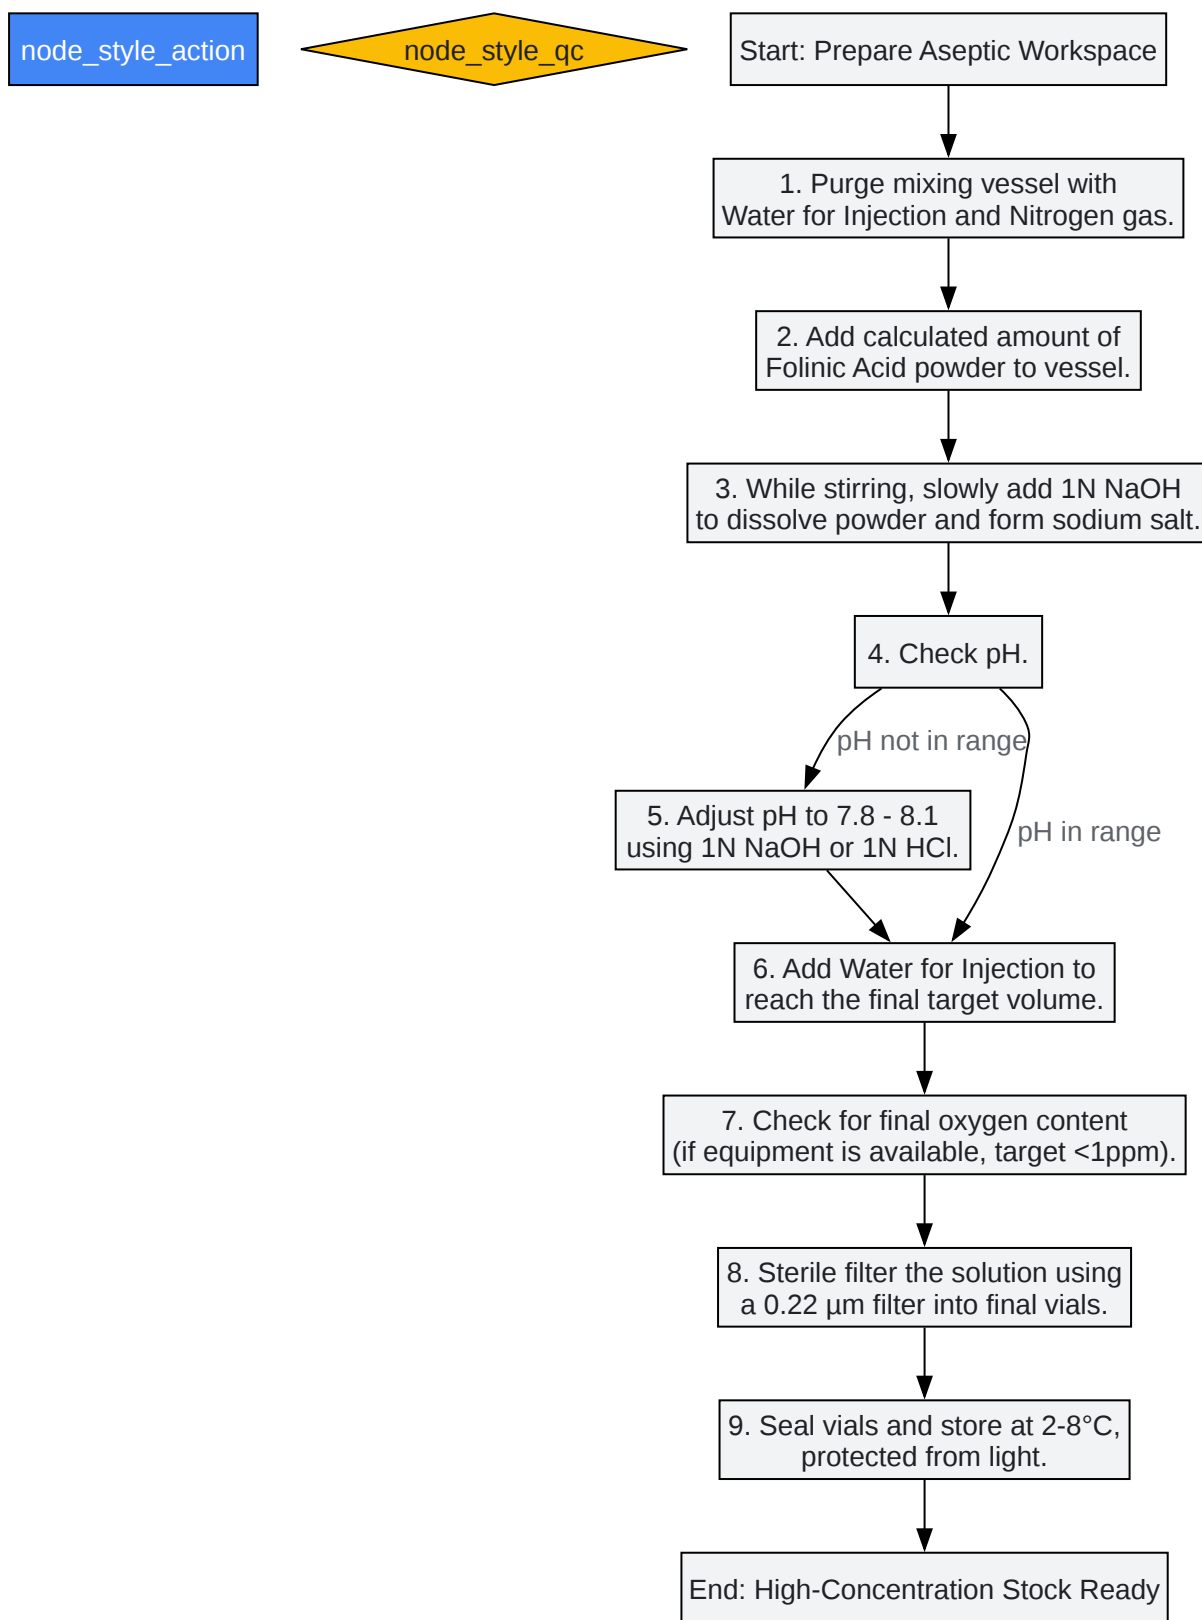 node_style_action
node_style_qc
Start: Prepare Aseptic Workspace
1. Purge mixing vessel with
Water for Injection and Nitrogen gas.
2. Add calculated amount of
Folinic Acid powder to vessel.
3. While stirring, slowly add 1N NaOH
to dissolve powder and form sodium salt.
4. Check pH.
pH not in range
5. Adjust pH to 7.8 - 8.1
using 1N NaOH or 1N HCl.
pH in range
6. Add Water for Injection to
reach the final target volume.
7. Check for final oxygen content
(if equipment is available, target <1ppm).
8. Sterile filter the solution using
a 0.22 µm filter into final vials.
9. Seal vials and store at 2-8°C,
protected from light.
End: High-Concentration Stock Ready